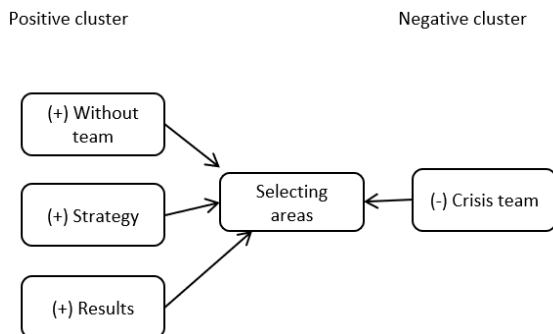 Positive cluster
Negative cluster
(+) Without
team
(+) Strategy
(+) Results
Selecting
areas
(-) Crisis team